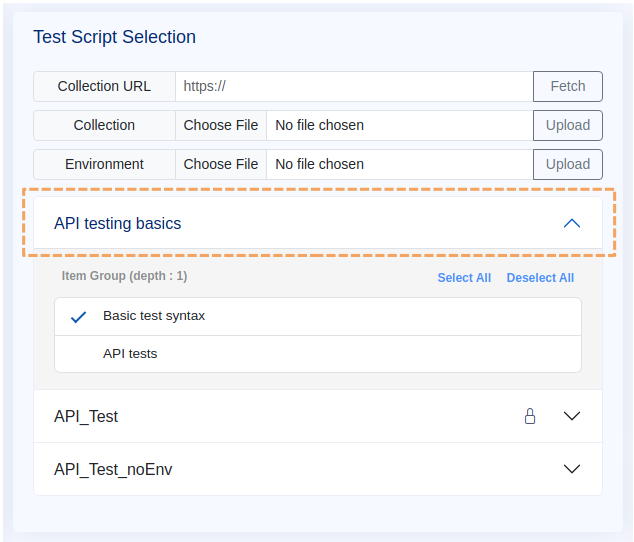 Test Script Selection
Collection URL https:// Fetch
Collection Choose File No file chosen Upload
Environment Choose File No file chosen Upload
API testing basics
Item Group (depth : 1) Select All Deselect All
Basic test syntax
API tests
API_Test
API_Test_noEnv